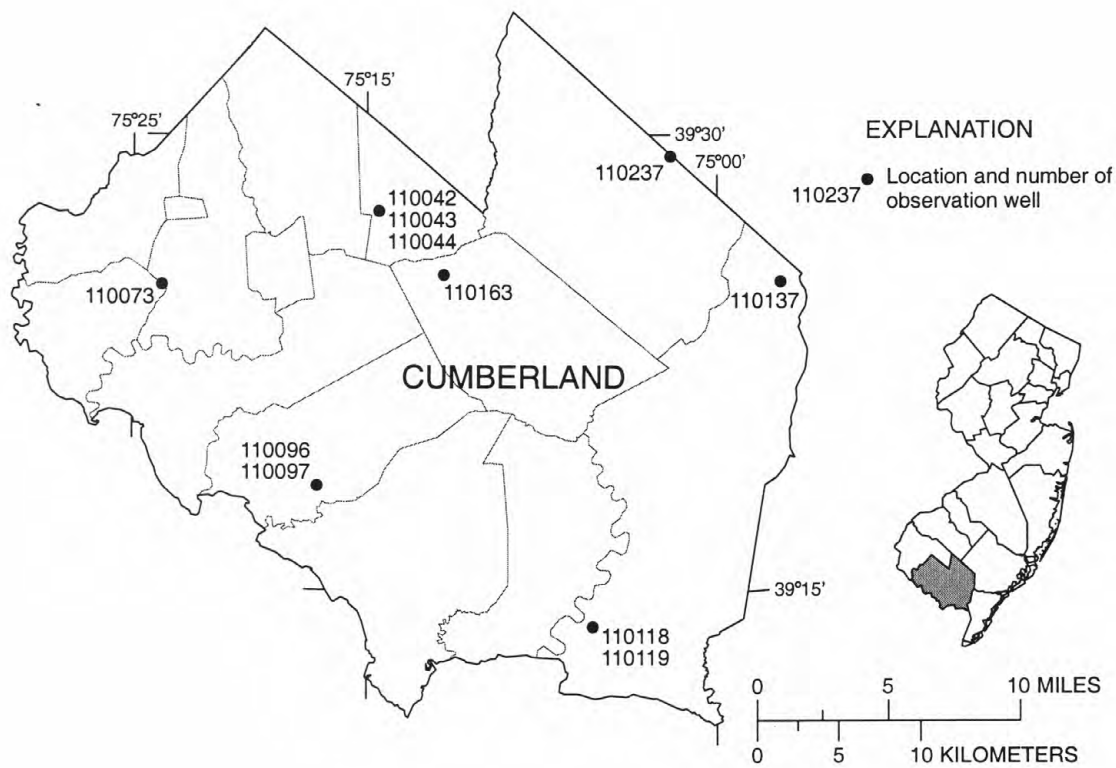 75°15'
75°25'
39°30'
75°00'
EXPLANATION
110237
110237
Location and number of
observation well
110042
110043
110044
110073
110163
110137
CUMBERLAND
110096
110097
39°15'
110118
110119
0 5 10 MILES
0 5 10 KILOMETERS